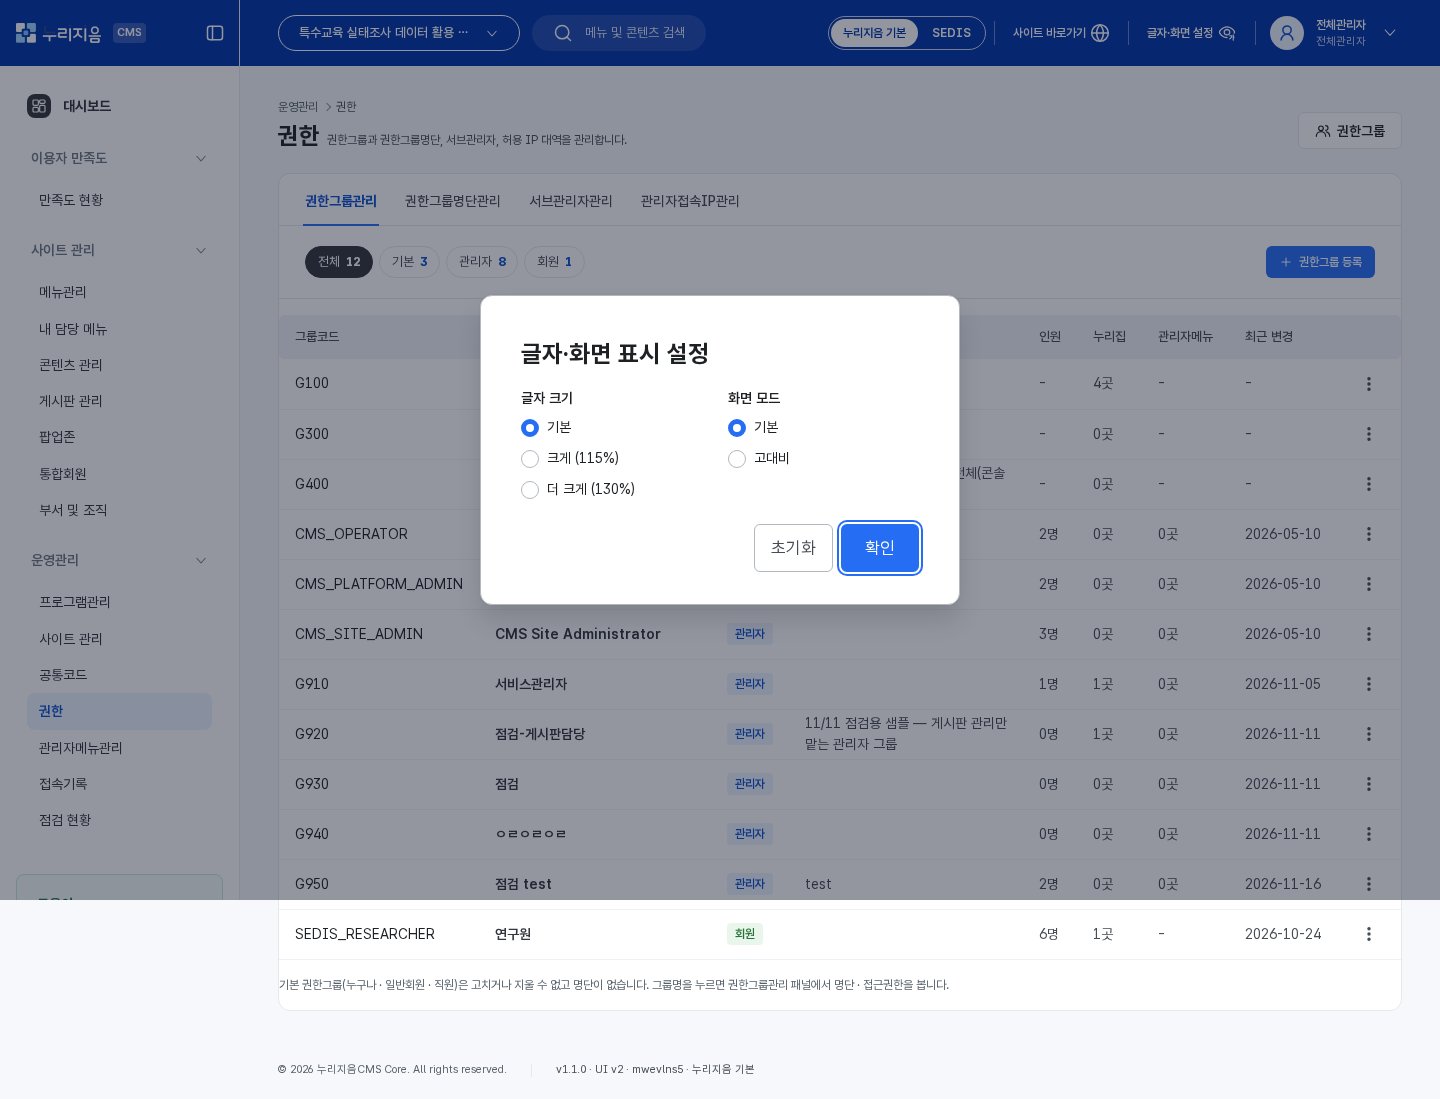 누리지음 CMS
특수교육 실태조사 데이터 활용 ···
메뉴 및 콘텐츠 검색
누리지음 기본
SEDIS
사이트 바로가기
글자·화면 설정
전체관리자
전체관리자
대시보드
이용자 만족도
만족도 현황
사이트 관리
메뉴관리
내 담당 메뉴
콘텐츠 관리
게시판 관리
팝업존
통합회원
부서 및 조직
운영관리
프로그램관리
사이트 관리
공통코드
권한
관리자메뉴관리
접속기록
점검 현황
운영관리 > 권한
권한 권한그룹과 권한그룹명단, 서브관리자, 허용 IP 대역을 관리합니다.
권한그룹
권한그룹관리 권한그룹명단관리 서브관리자관리 관리자접속IP관리
전체 12 기본 3 관리자 8 회원 1
+ 권한그룹 등록
그룹코드 인원 누리집 관리자메뉴 최근 변경
G100 - 4곳 - -
G300 - 0곳 - -
G400 전체(콘솔 - 0곳 - -
CMS_OPERATOR 2명 0곳 0곳 2026-05-10
CMS_PLATFORM_ADMIN 2명 0곳 0곳 2026-05-10
CMS_SITE_ADMIN CMS Site Administrator 관리자 3명 0곳 0곳 2026-05-10
G910 서비스관리자 관리자 1명 1곳 0곳 2026-11-05
G920 점검-게시판담당 관리자 11/11 점검용 샘플 — 게시판 관리만
맡는 관리자 그룹 0명 1곳 0곳 2026-11-11
G930 점검 관리자 0명 0곳 0곳 2026-11-11
G940 ㅇㄹㅇㄹㅇㄹ 관리자 0명 0곳 0곳 2026-11-11
G950 점검 test 관리자 test 2명 0곳 0곳 2026-11-16
SEDIS_RESEARCHER 연구원 회원 6명 1곳 - 2026-10-24
기본 권한그룹(누구나 · 일반회원 · 직원)은 고치거나 지울 수 없고 명단이 없습니다. 그룹명을 누르면 권한그룹관리 패널에서 명단 · 접근권한을 봅니다.
글자·화면 표시 설정
글자 크기
기본
크게 (115%)
더 크게 (130%)
화면 모드
기본
고대비
초기화
확인
© 2026 누리지음CMS Core. All rights reserved.
v1.1.0 · UI v2 · mwevlns5 · 누리지음 기본